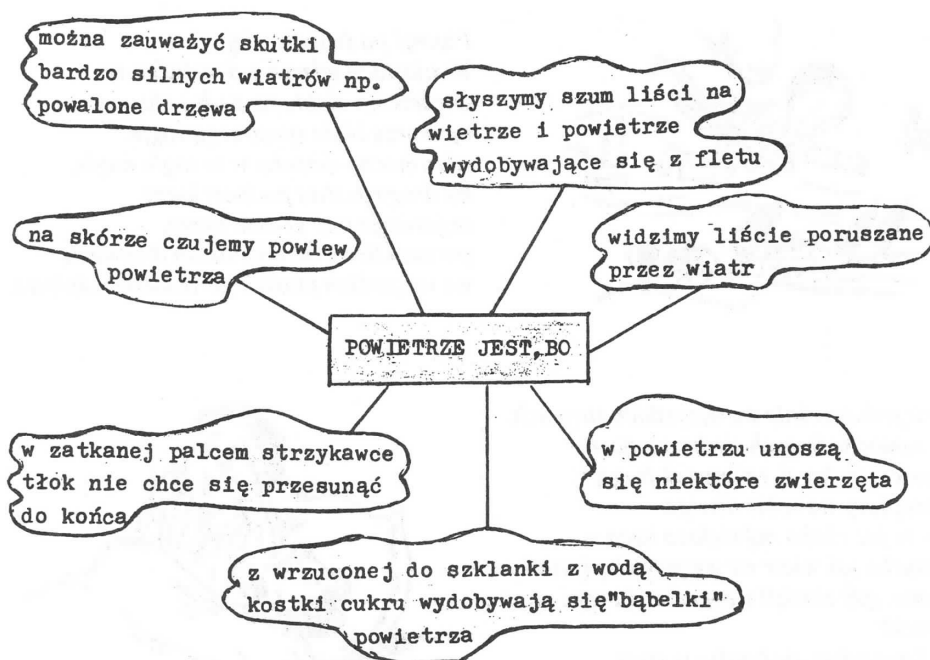 można zauważyć skutki
bardzo silnych wiatrów np.
powalone drzewa
słyszymy szum liści na
wietrze i powietrze
wydobywające się z fletu
na skórze czujemy powiew
powietrza
widzimy liście poruszane
przez wiatr
POWIETRZE JEST, BO
w zatkanej palcem strzykawce
tłok nie chce się przesunąć
do końca
w powietrzu unoszą
się niektóre zwierzęta
z wrzuconej do szklanki z wodą
kostki cukru wydobywają się"bąbelki"
powietrza